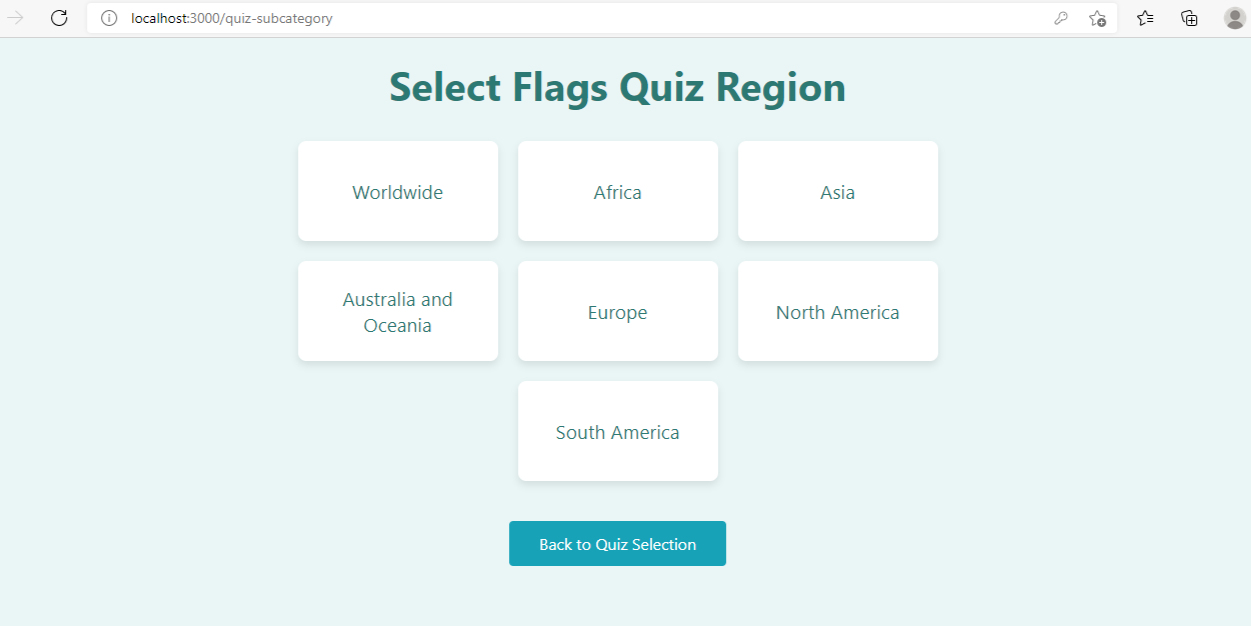 localhost:3000/quiz-subcategory
Select Flags Quiz Region
Worldwide
Africa
Asia
Australia and
Oceania
Europe
North America
South America
Back to Quiz Selection